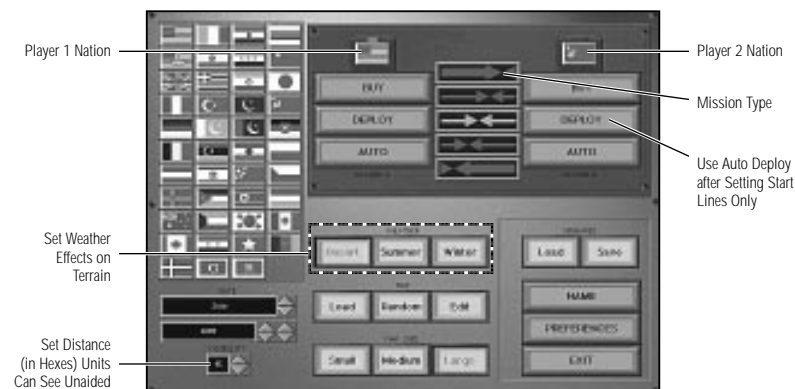 Player 1 Nation
Player 2 Nation
Mission Type
BUY
BUY
DEPLOY
DEPLOY
AUTO
AUTO
Use Auto Deploy
after Setting Start
Lines Only
Set Weather
Effects on
Terrain
Desert
Summer
Winter
Load
Save
Load
Random
Edit
NAME
PREFERENCES
EXIT
Small
Medium
Large
Set Distance
(in Hexes) Units
Can See Unaided